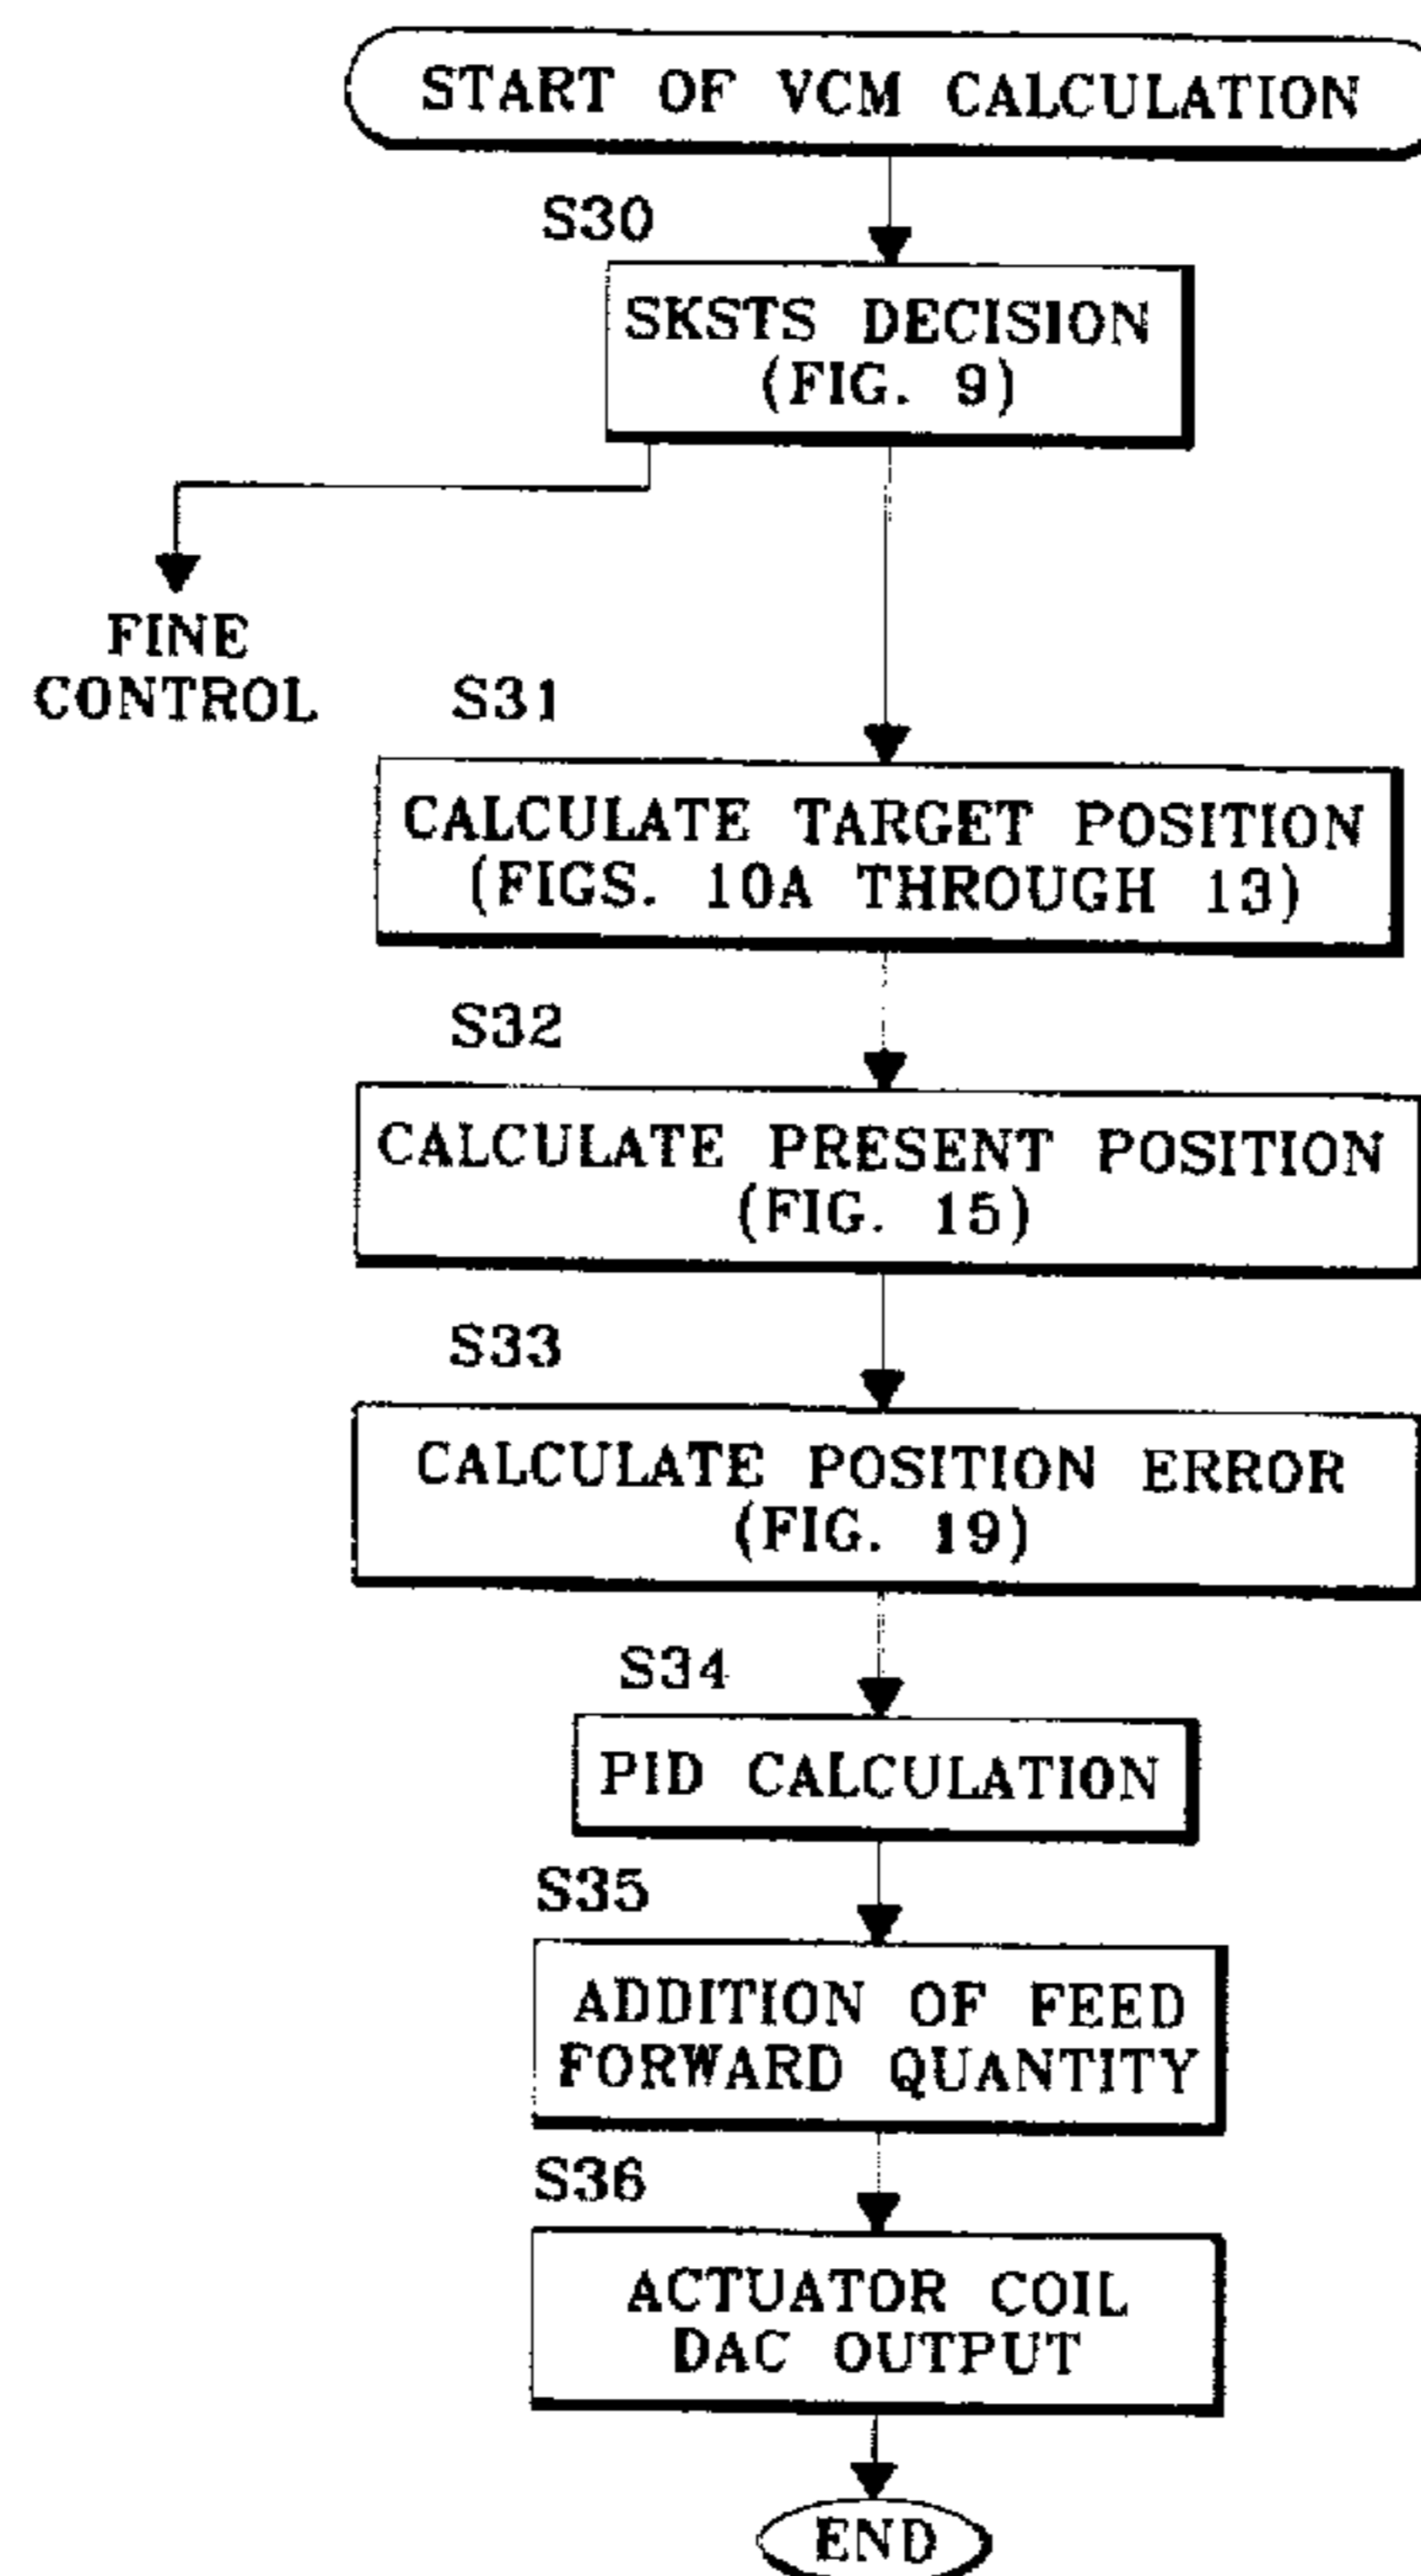 START OF VCM CALCULATION
S30
SKSTS DECISION
(FIG. 9)
FINE
CONTROL
S31
CALCULATE TARGET POSITION
(FIGS. 10A THROUGH 13)
S32
CALCULATE PRESENT POSITION
(FIG. 15)
S33
CALCULATE POSITION ERROR
(FIG. 19)
S34
PID CALCULATION
S35
ADDITION OF FEED
FORWARD QUANTITY
S36
ACTUATOR COIL
DAC OUTPUT
END